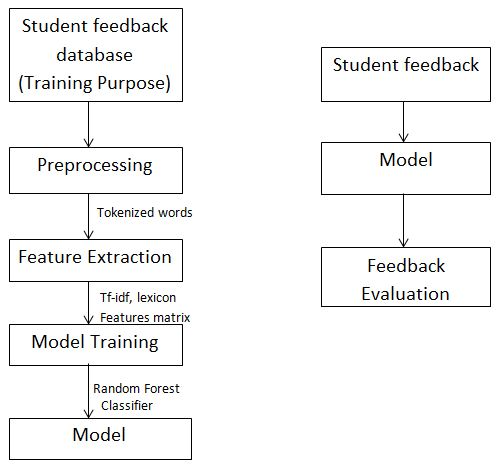 Student feedback
database
(Training Purpose)
Preprocessing
Tokenized words
Feature Extraction
Tf-idf, lexicon
Features matrix
Model Training
Random Forest
Classifier
Model
Student feedback
Model
Feedback
Evaluation